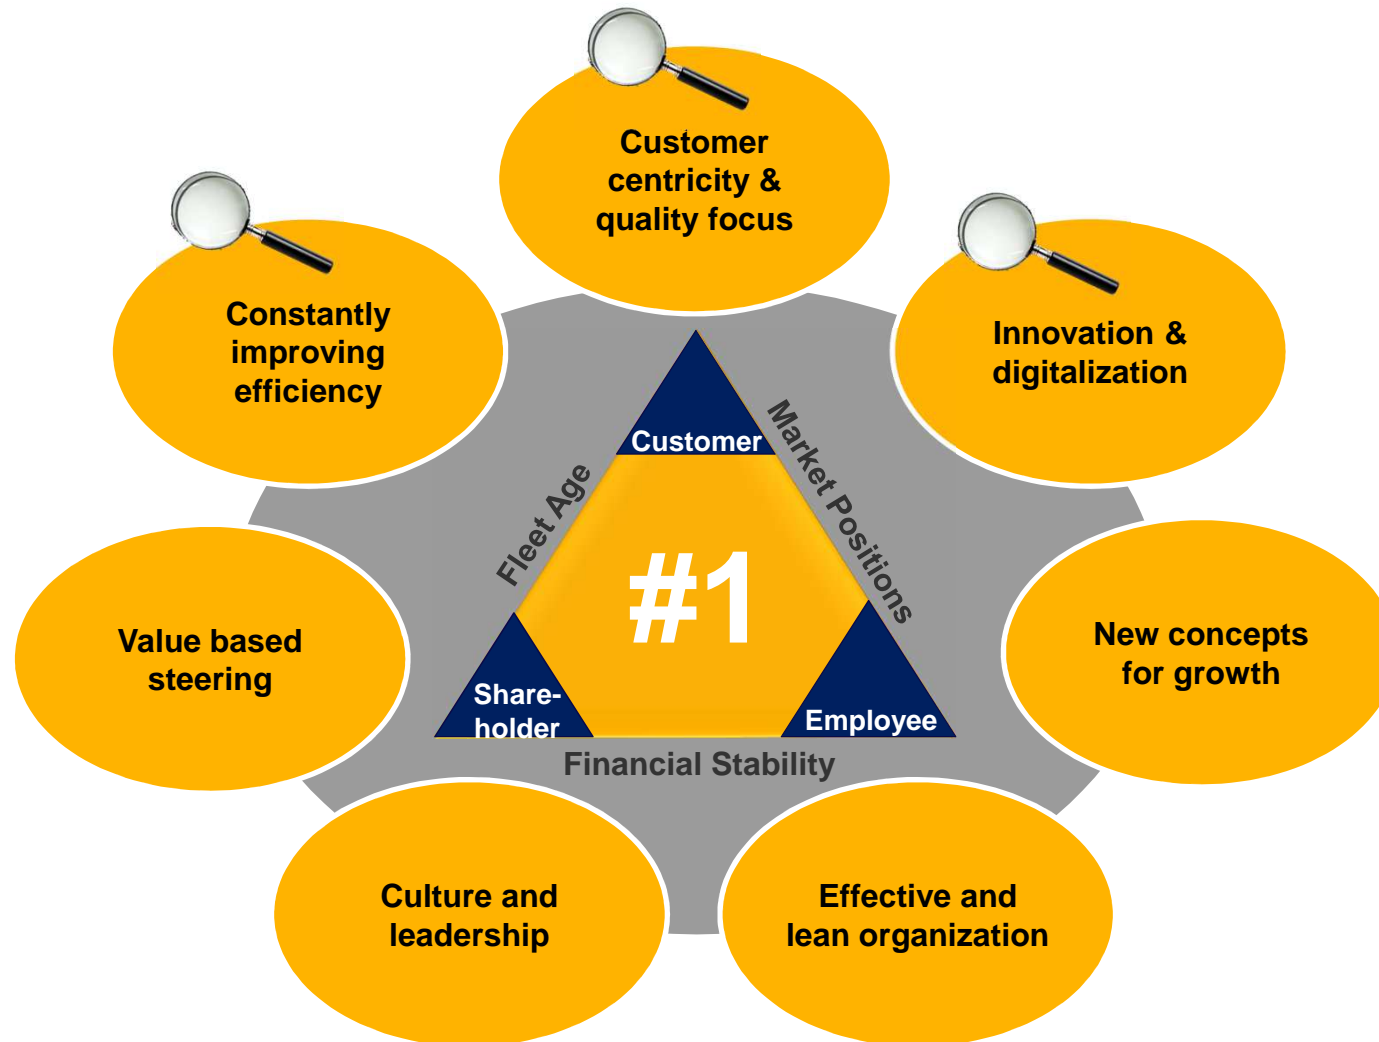 Customer
centricity &
quality focus
Constantly
improving
efficiency
Innovation &
digitalization
Customer
Fleet Age
Market Positions
#1
Value based
steering
New concepts
for growth
Share-
holder
Employee
Financial Stability
Culture and
leadership
Effective and
lean organization